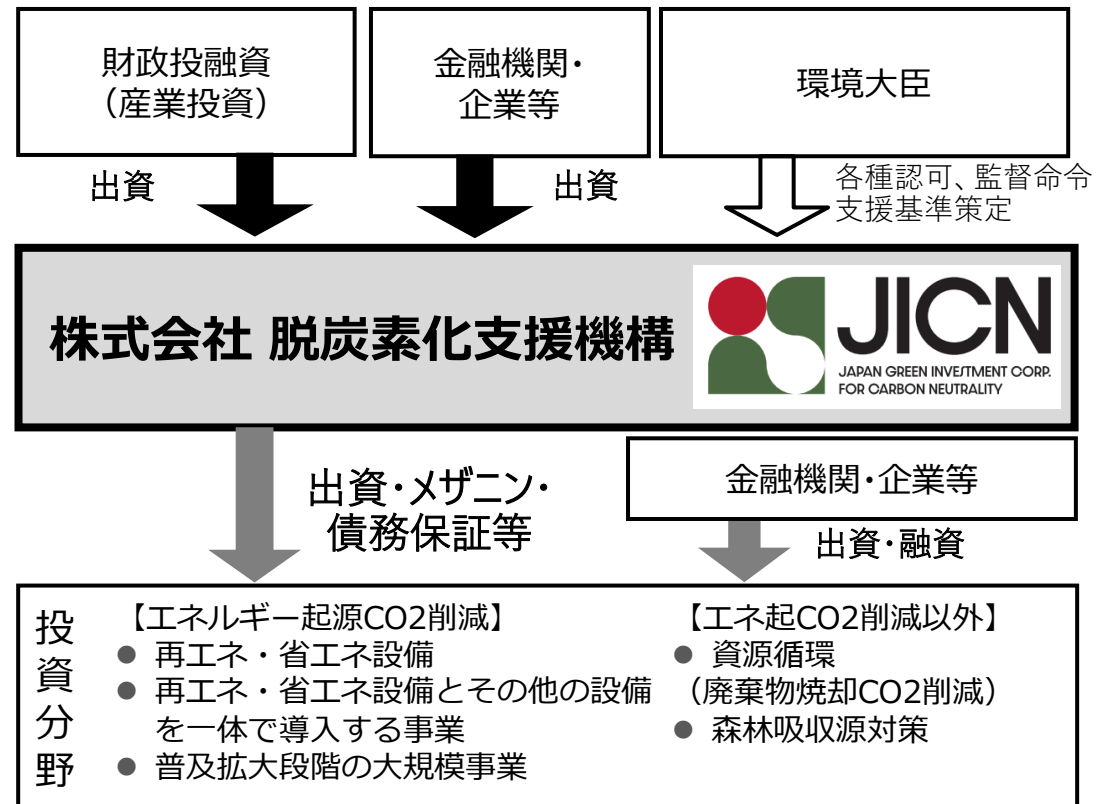 財政投融資
（産業投資）
金融機関・
企業等
環境大臣
出資
出資
各種認可、監督命令
支援基準策定
株式会社 脱炭素化支援機構
JICN
JAPAN GREEN INVESTMENT CORP.
FOR CARBON NEUTRALITY
出資・メザニン・
債務保証等
金融機関・企業等
出資・融資
投資分野
【エネルギー起源CO2削減】
● 再エネ・省エネ設備
● 再エネ・省エネ設備とその他の設備
を一体で導入する事業
● 普及拡大段階の大規模事業
【エネ起CO2削減以外】
● 資源循環
（廃棄物焼却CO2削減）
● 森林吸収源対策